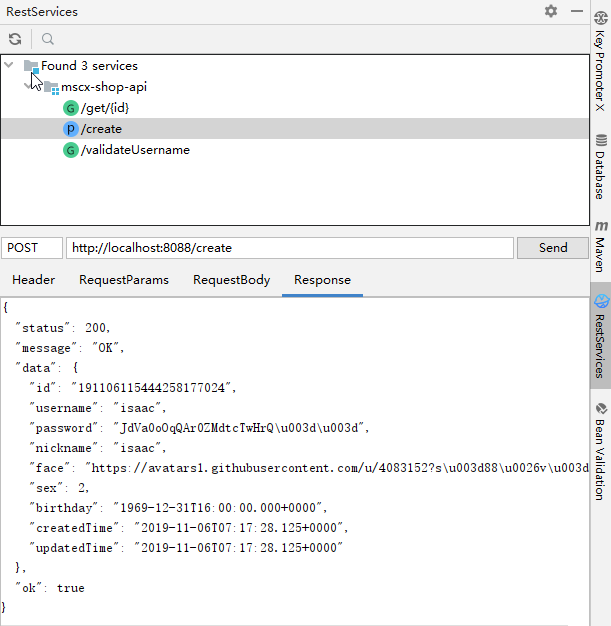 RestServices
Found 3 services
mscx-shop-api
G /get/{id}
P /create
G /validateUsername
POST http://localhost:8088/create Send
Header RequestParams RequestBody Response
{
"status": 200,
"message": "OK",
"data": {
"id": "191106115444258177024",
"username": "isaac",
"password": "JdVa0oOqQAr0ZMdtcTwHrQ\u003d\u003d",
"nickname": "isaac",
"face": "https://avatars1.githubusercontent.com/u/4083152?s\u003d88\u0026v\u003d
"sex": 2,
"birthday": "1969-12-31T16:00:00.000+0000",
"createdTime": "2019-11-06T07:17:28.125+0000",
"updatedTime": "2019-11-06T07:17:28.125+0000"
},
"ok": true
}
Key Promoter X
Database
m Maven
RestServices
Bean Validation